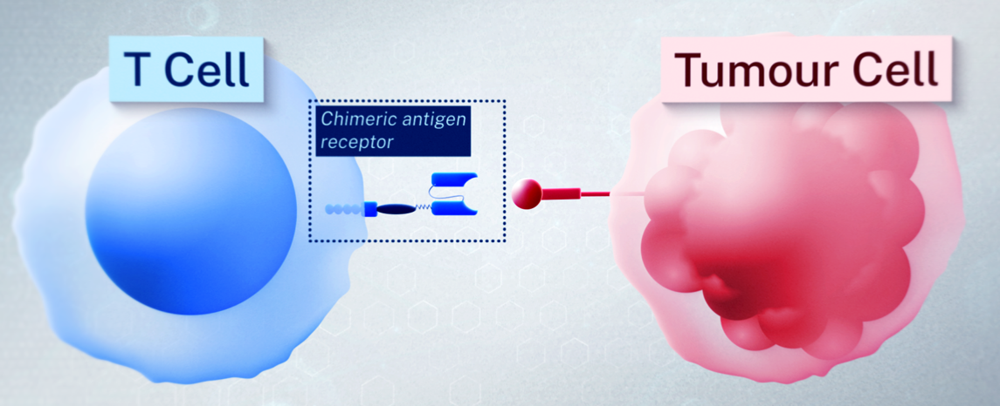 T Cell
Tumour Cell
Chimeric antigen
receptor